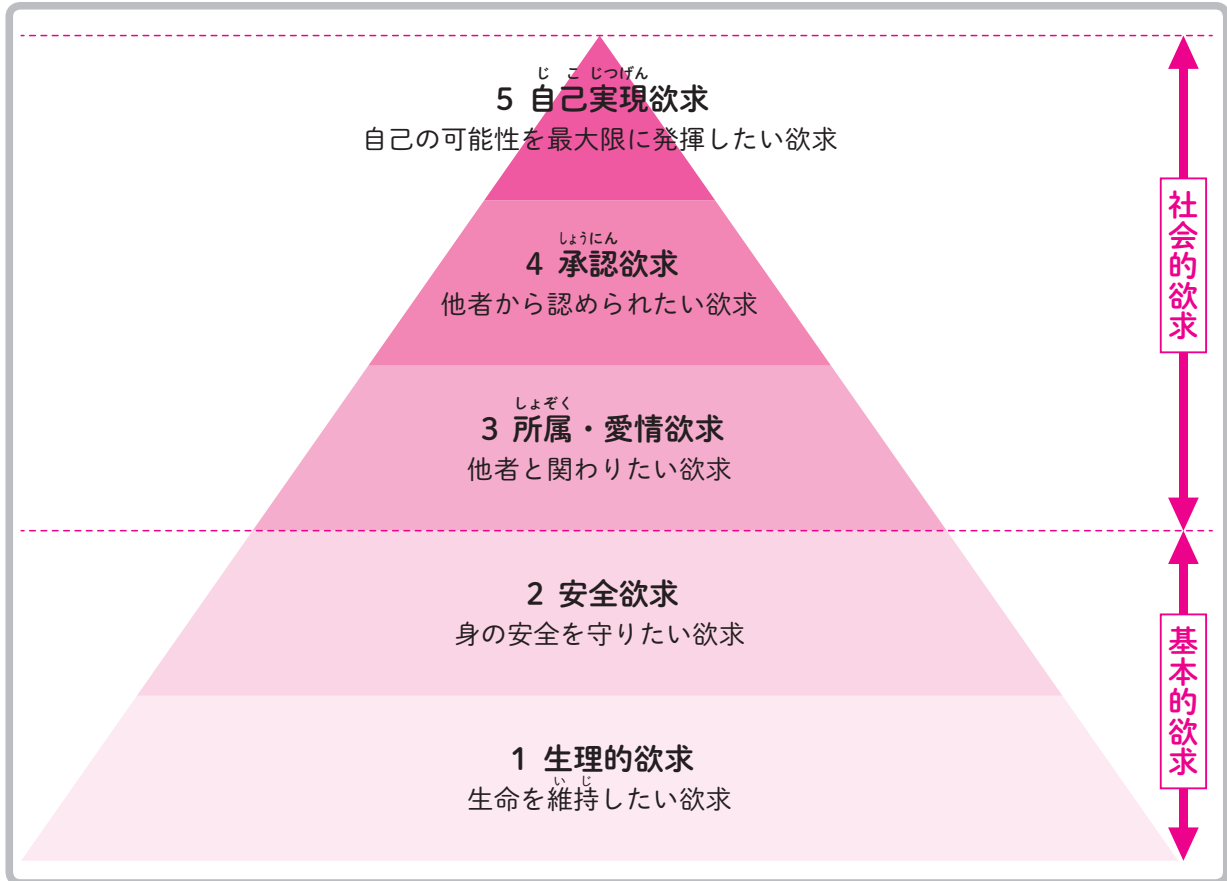 じ こ じつげん
5 自己実現欲求
自己の可能性を最大限に発揮したい欲求
しょうにん
4 承認欲求
他者から認められたい欲求
しょぞく
3 所属・愛情欲求
他者と関わりたい欲求
2 安全欲求
身の安全を守りたい欲求
1 生理的欲求
い じ
生命を維持したい欲求
社会的欲求
基本的欲求